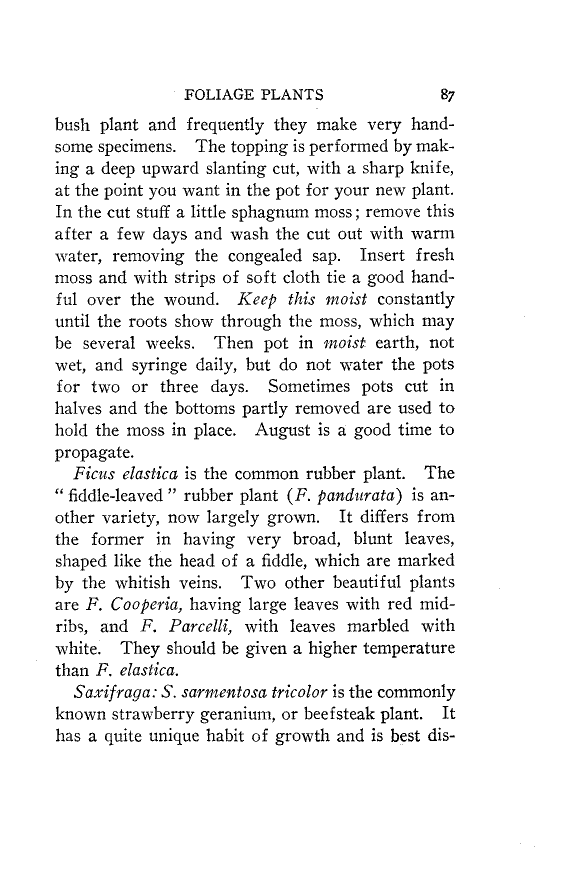 FOLIAGE PLANTS 87
bush plant and frequently they make very hand-
some specimens. The topping is performed by mak-
ing a deep upward slanting cut, with a sharp knife,
at the point you want in the pot for your new plant.
In the cut stuff a little sphagnum moss; remove this
after a few days and wash the cut out with warm
water, removing the congealed sap. Insert fresh
moss and with strips of soft cloth tie a good hand-
ful over the wound. Keep this moist constantly
until the roots show through the moss, which may
be several weeks. Then pot in moist earth, not
wet, and syringe daily, but do not water the pots
for two or three days. Sometimes pots cut in
halves and the bottoms partly removed are used to
hold the moss in place. August is a good time to
propagate.
Ficus elastica is the common rubber plant. The
“ fiddle-leaved ” rubber plant (F. pandurata) is an-
other variety, now largely grown. It differs from
the former in having very broad, blunt leaves,
shaped like the head of a fiddle, which are marked
by the whitish veins. Two other beautiful plants
are F. Cooperia, having large leaves with red mid-
ribs, and F. Parcelli, with leaves marbled with
white. They should be given a higher temperature
than F. elastica.
Saxifraga: S. sarmentosa tricolor is the commonly
known strawberry geranium, or beefsteak plant. It
has a quite unique habit of growth and is best dis-